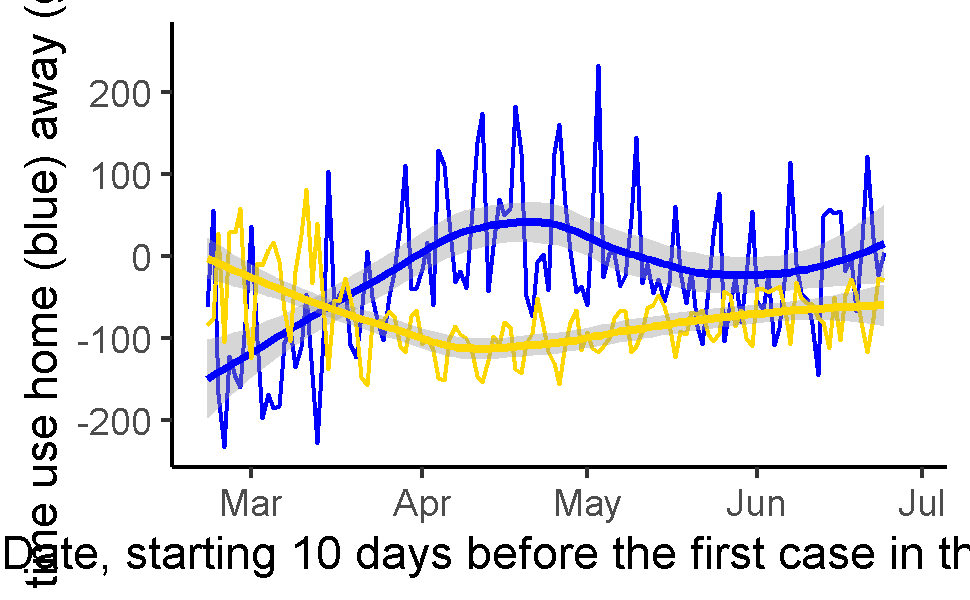 time use home (blue) away (
200
100
0
-100
-200
Mar Apr May Jun Jul
Date, starting 10 days before the first case in th